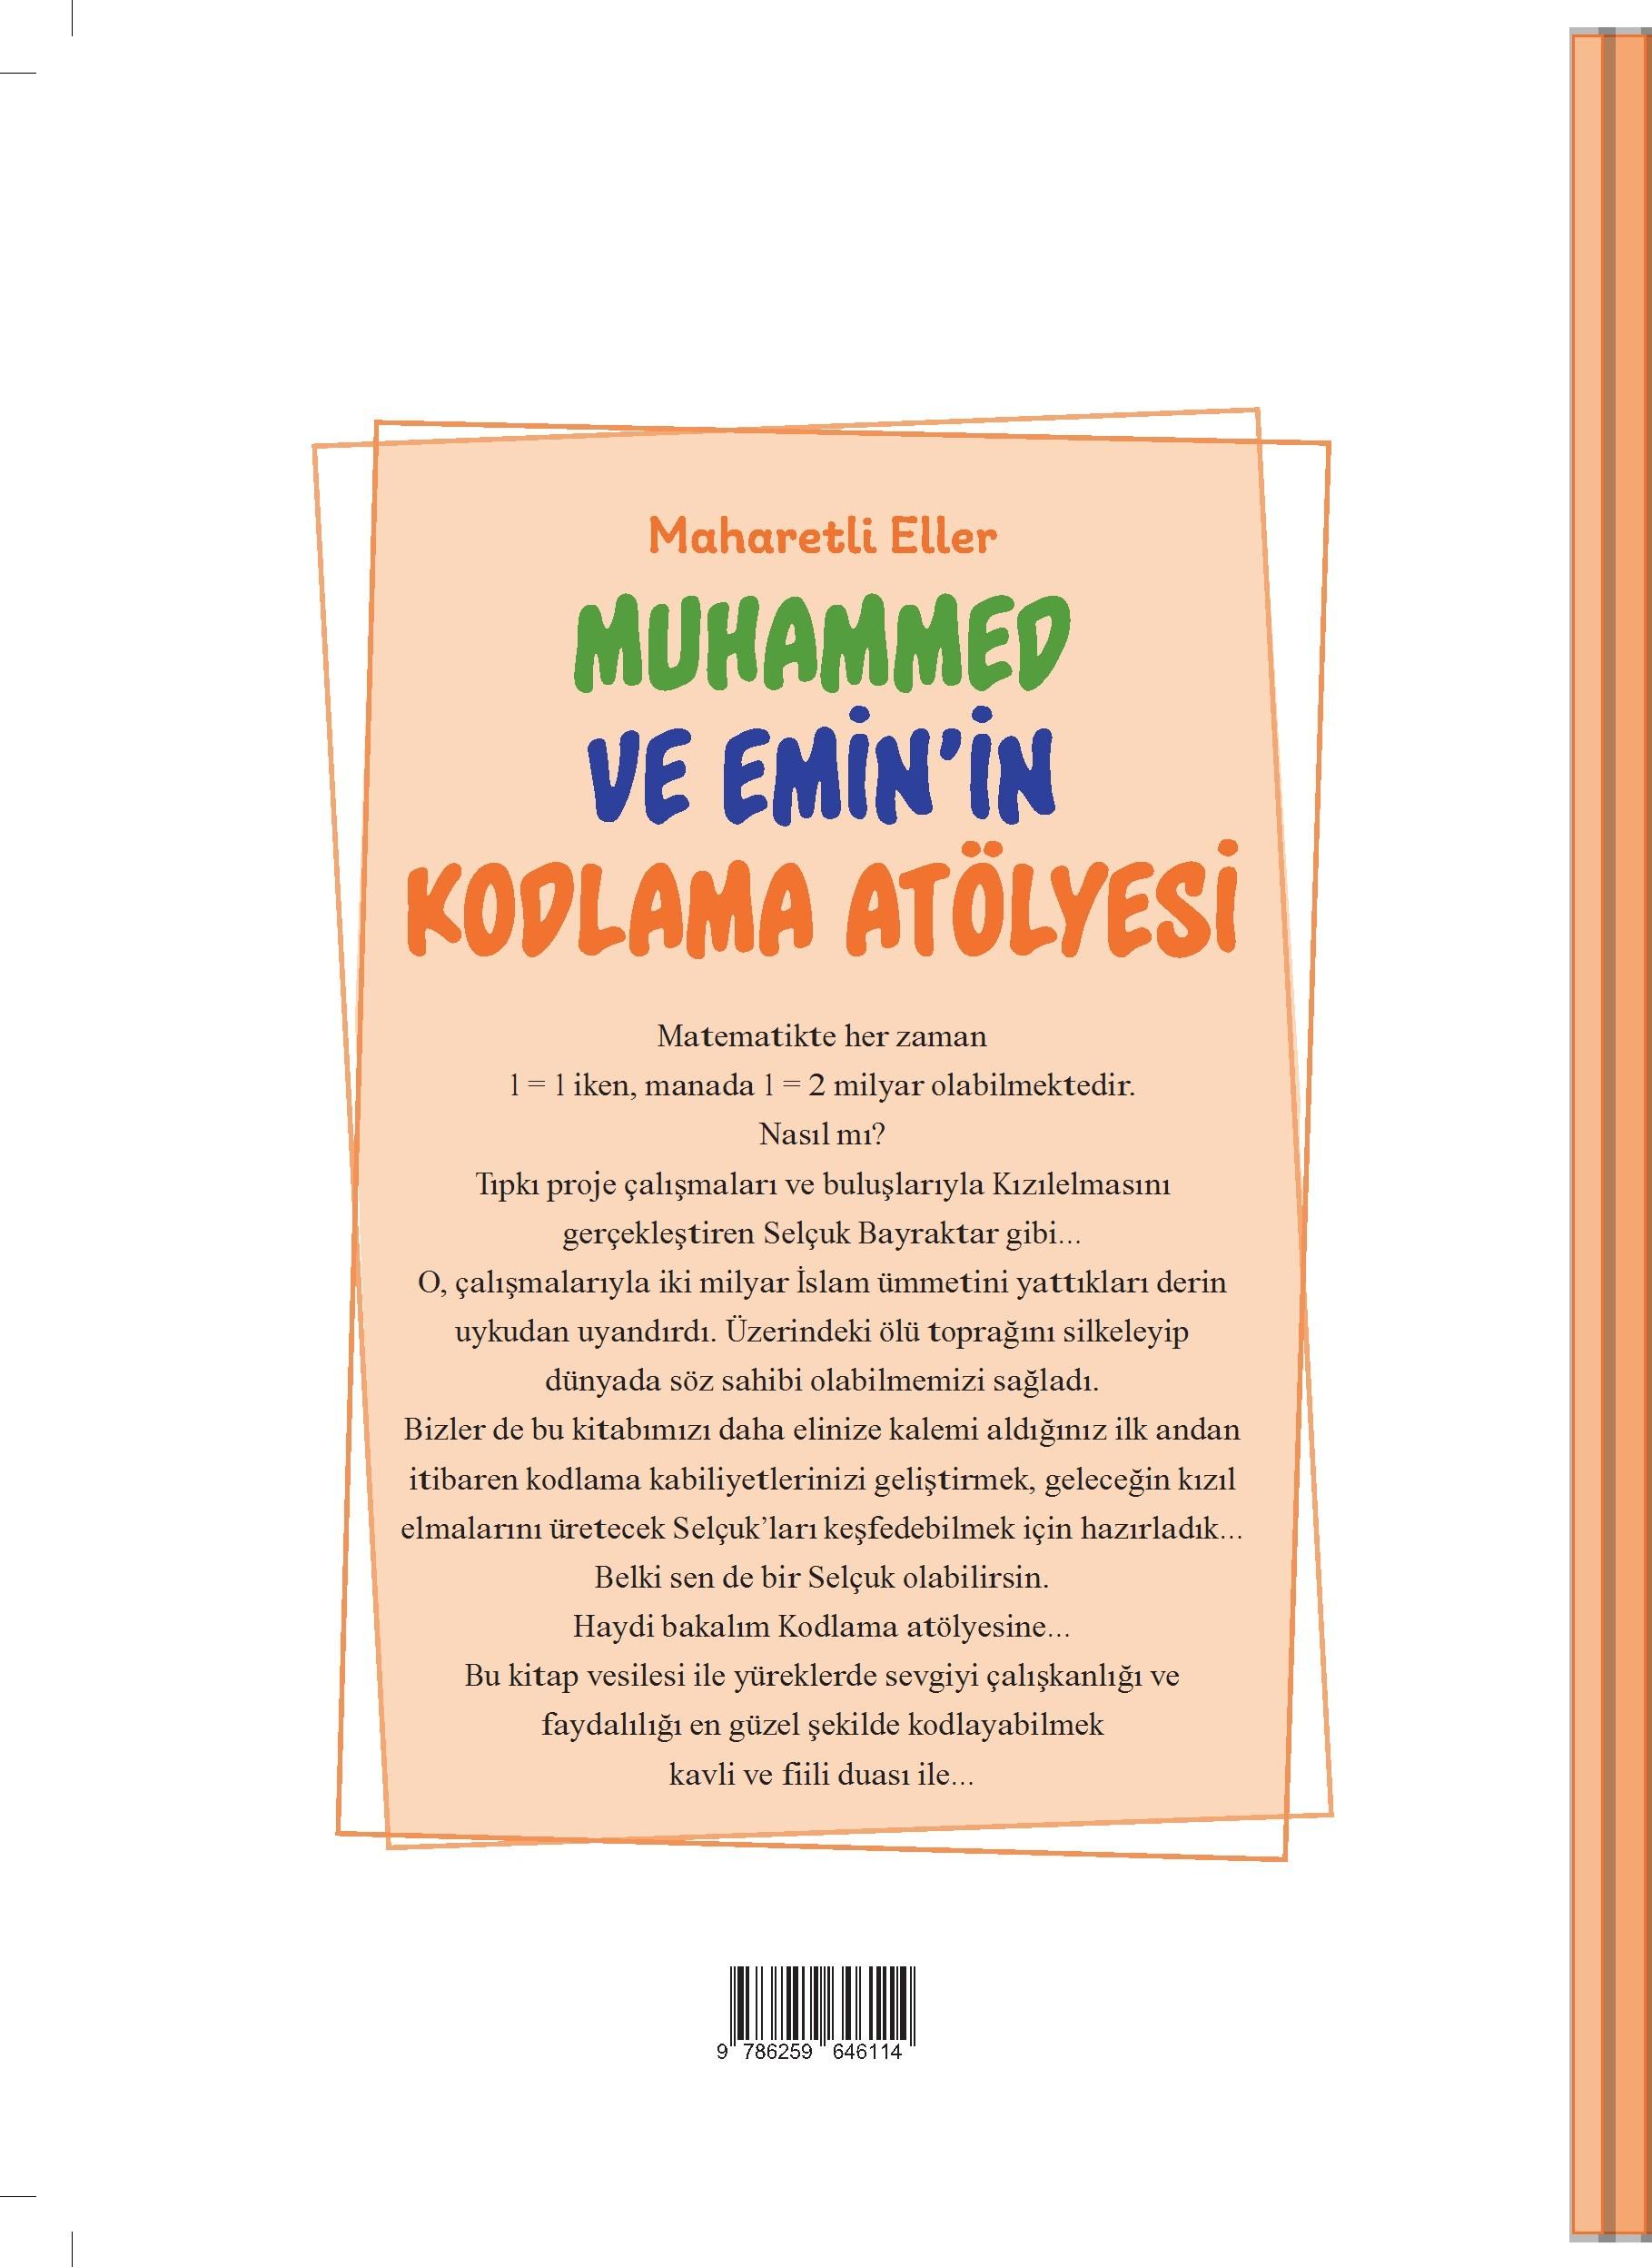 Maharetli Eller
MUHAMMED
VE EMİN'İN
KODLAMA ATÖLYESİ
Matematikte her zaman
1 = 1 iken, manada 1 = 2 milyar olabilmektedir.
Nasıl mı?
Tıpkı proje çalışmaları ve buluşlarıyla Kızılelmasını
gerçekleştiren Selçuk Bayraktar gibi...
O, çalışmalarıyla iki milyar İslam ümmetini yattıkları derin
uykudan uyandırdı. Üzerindeki ölü toprağını silkeleyip
dünyada söz sahibi olabilmemizi sağladı.
Bizler de bu kitabımızı daha elinize kalemi aldığınız ilk andan
itibaren kodlama kabiliyetlerinizi geliştirmek, geleceğin kızıl
elmalarını üretecek Selçuk'ları keşfedebilmek için hazırladık...
Belki sen de bir Selçuk olabilirsin.
Haydi bakalım Kodlama atölyesine...
Bu kitap vesilesi ile yüreklerde sevgiyi çalışkanlığı ve
faydalılığı en güzel şekilde kodlayabilmek
kavli ve fiili duası ile...
9 786259 646114